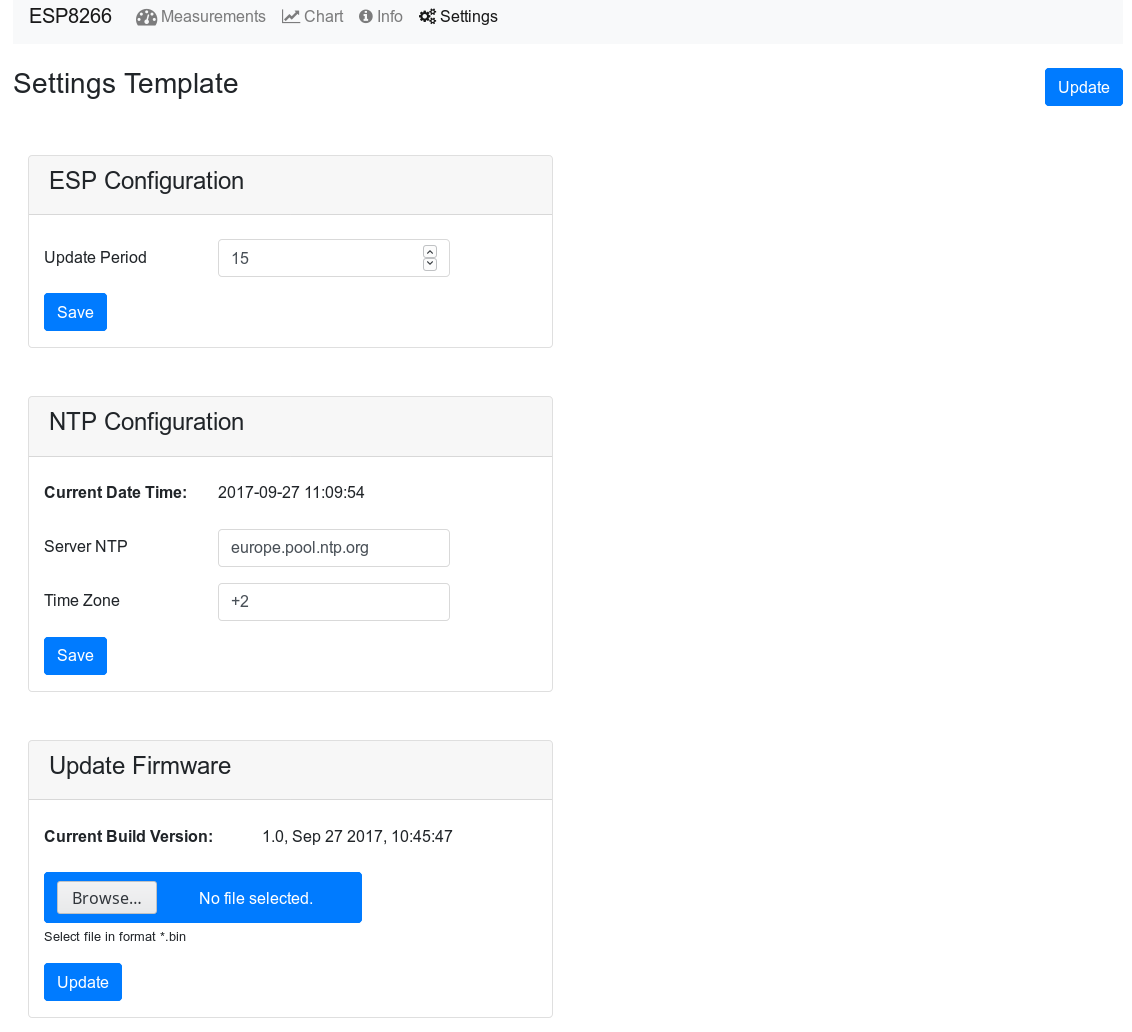 ESP8266 Measurements Chart Info Settings
Settings Template Update
ESP Configuration
Update Period 15
Save
NTP Configuration
Current Date Time: 2017-09-27 11:09:54
Server NTP europe.pool.ntp.org
Time Zone +2
Save
Update Firmware
Current Build Version: 1.0, Sep 27 2017, 10:45:47
Browse... No file selected.
Select file in format *.bin
Update